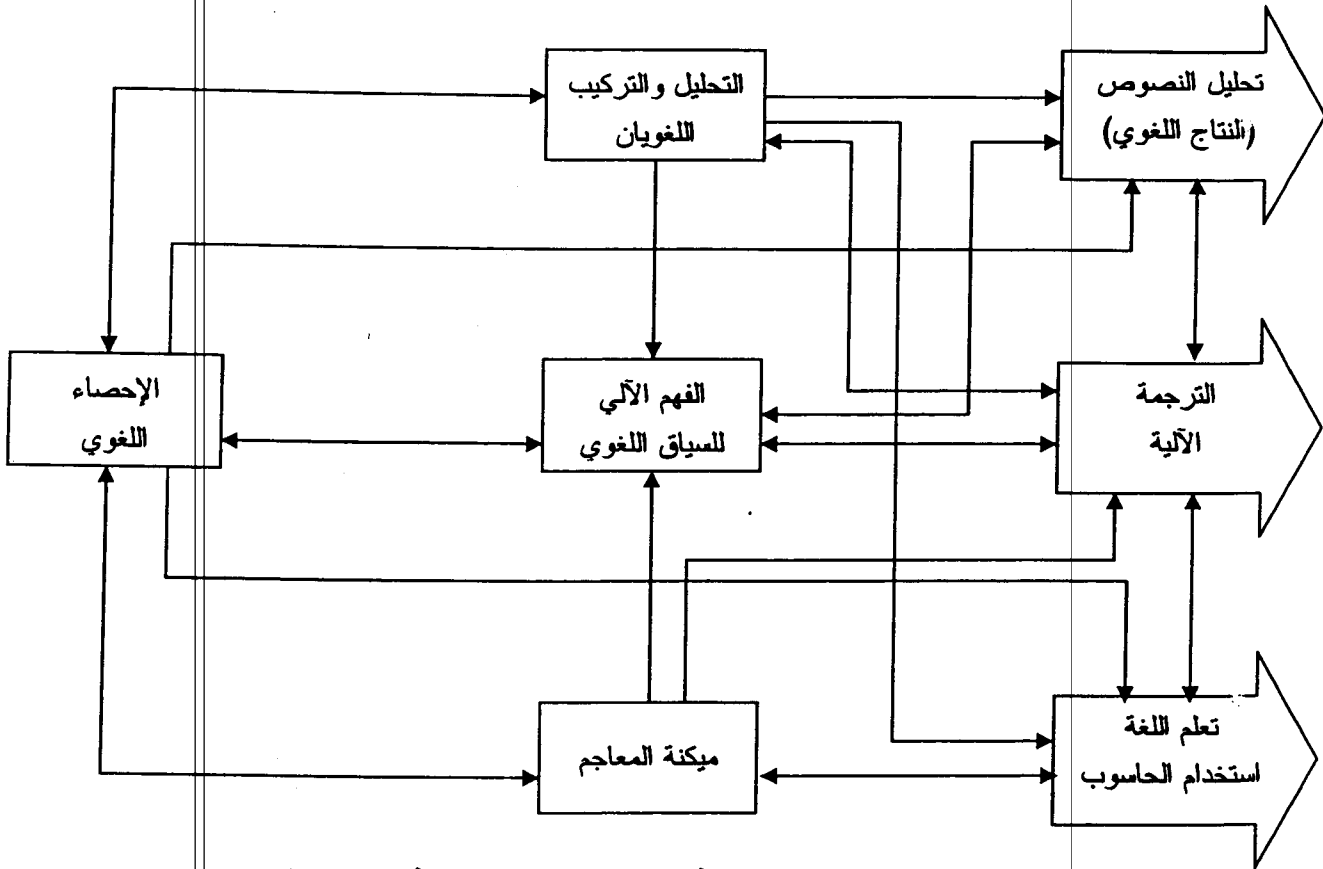 التحليل والتركيب
اللغويان
تحليل النصوص
(النتاج اللغوي)
الإحصاء
اللغوي
الفهم الآلي
للسياق اللغوي
الترجمة
الآلية
ميكنة المعاجم
تعلم اللغة
استخدام الحاسوب